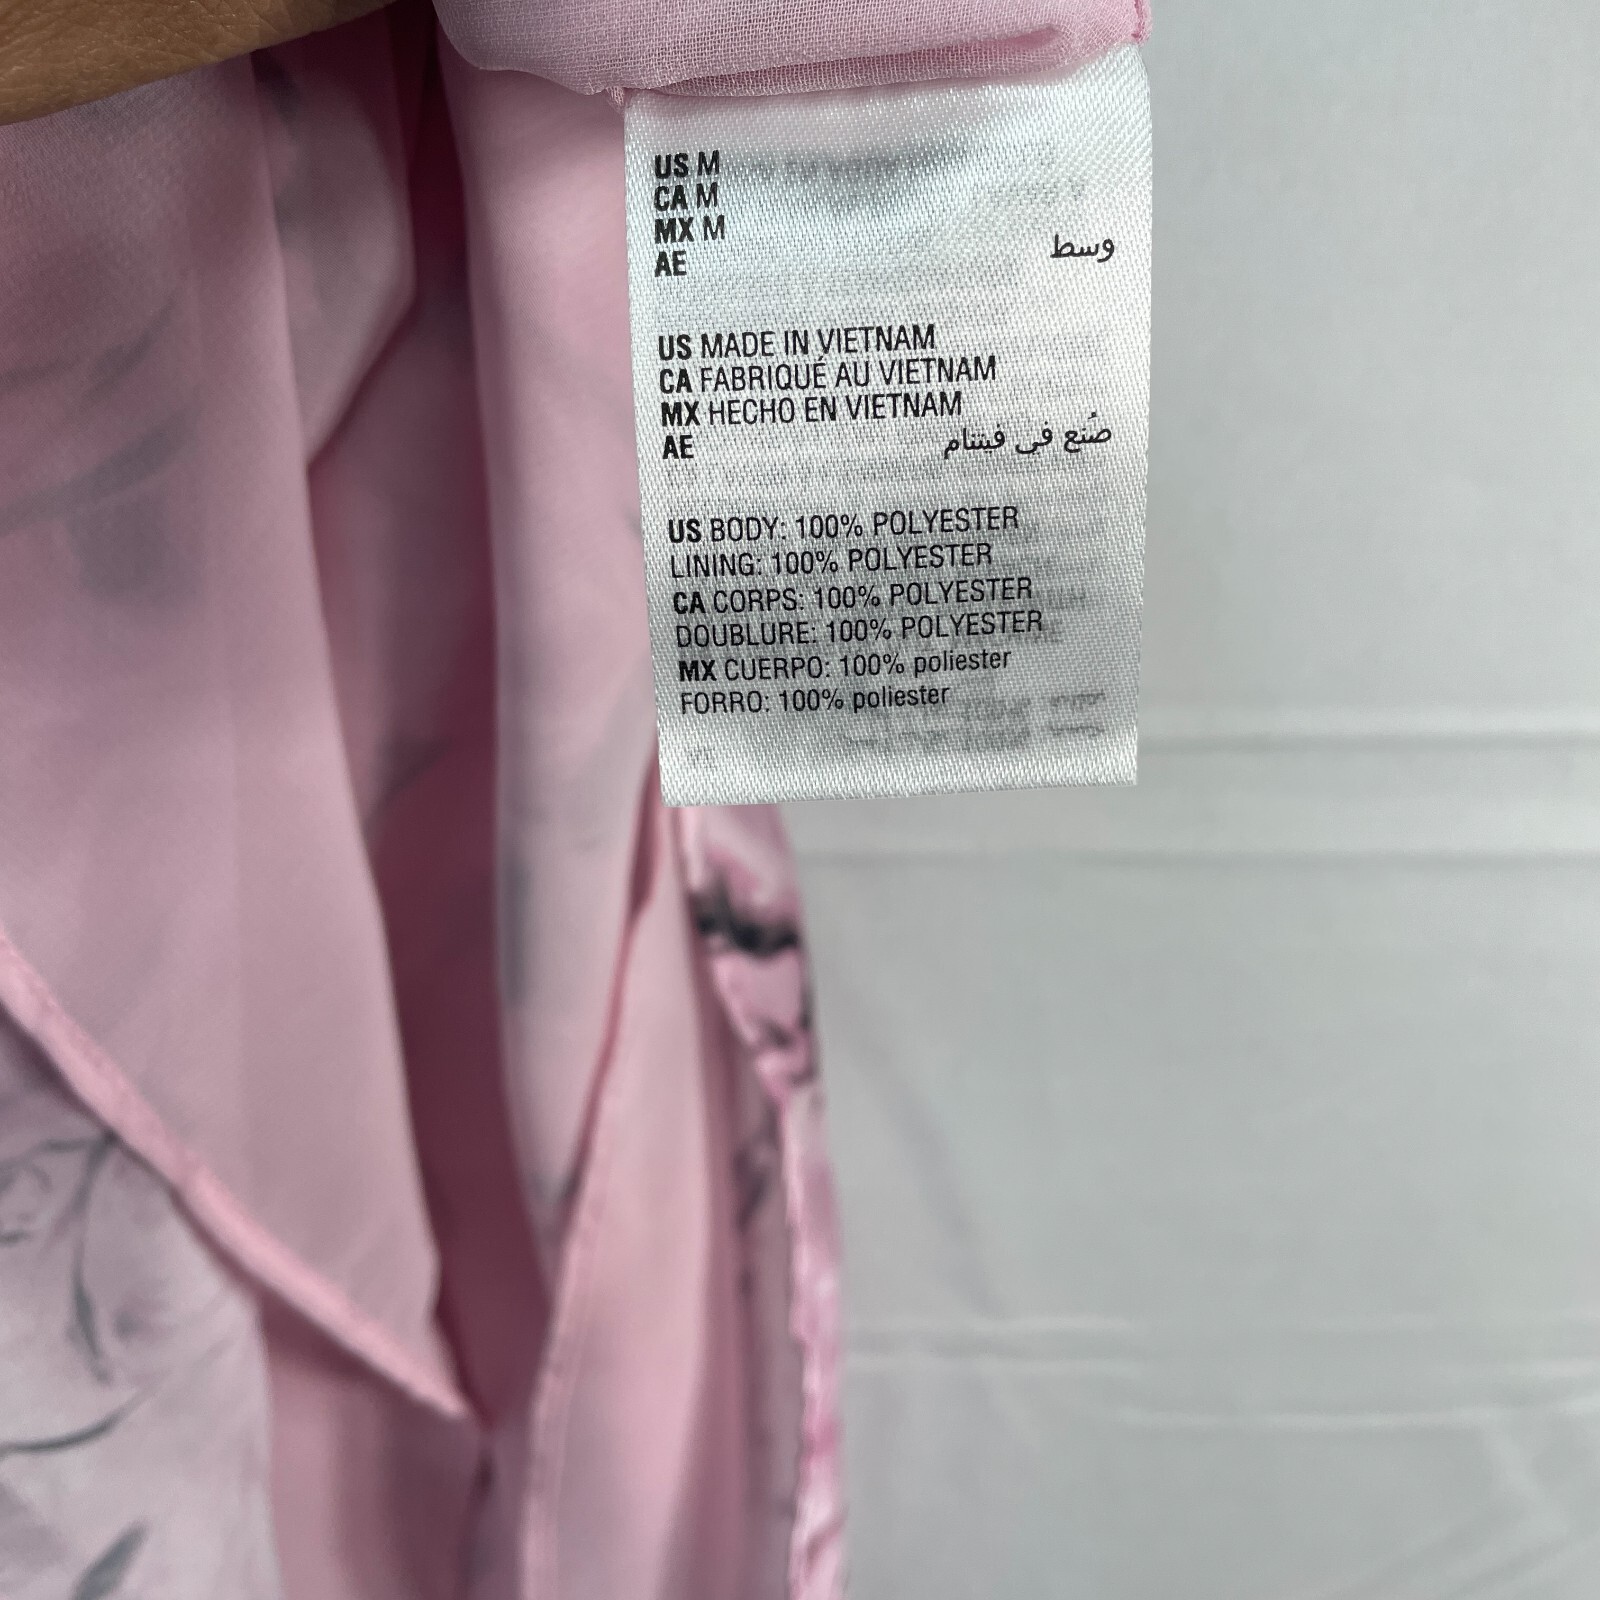 US M
CA M
MX M
AE وسط
US MADE IN VIETNAM
CA FABRIQUÉ AU VIETNAM
MX HECHO EN VIETNAM
AE صُنع في فيتنام
US BODY: 100% POLYESTER
LINING: 100% POLYESTER
CA CORPS: 100% POLYESTER
DOUBLURE: 100% POLYESTER
MX CUERPO: 100% poliester
FORRO: 100% poliester